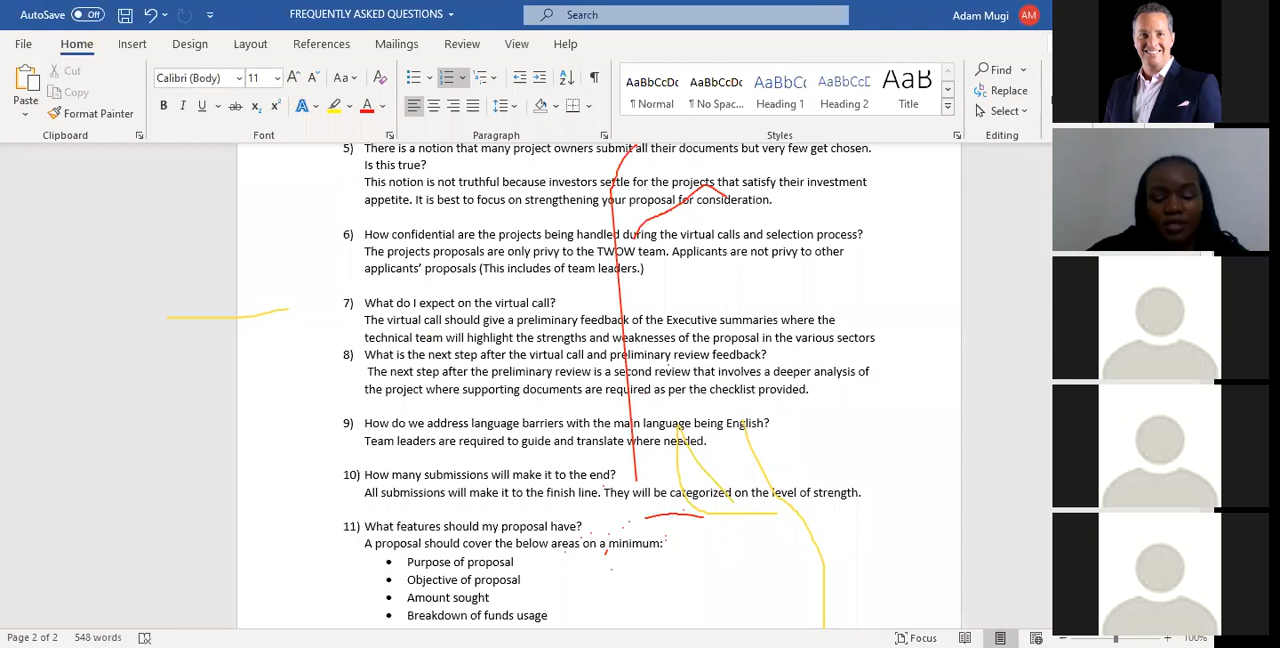 AutoSave Off FREQUENTLY ASKED QUESTIONS Search Adam Mugi AM
File Home Insert Design Layout References Mailings Review View Help
Paste Cut Copy Format Painter
Calibri (Body) 11
AaBbCcDc AaBbCcDc AaBbCc AaBbCcD AaB
¶ Normal ¶ No Spac... Heading 1 Heading 2 Title
Find
Replace
Select
Clipboard Font Paragraph Styles Editing
5) There is a notion that many project owners submit all their documents but very few get chosen.
Is this true?
This notion is not truthful because investors settle for the projects that satisfy their investment
appetite. It is best to focus on strengthening your proposal for consideration.
6) How confidential are the projects being handled during the virtual calls and selection process?
The projects proposals are only privy to the TWOW team. Applicants are not privy to other
applicants’ proposals (This includes of team leaders.)
7) What do I expect on the virtual call?
The virtual call should give a preliminary feedback of the Executive summaries where the
technical team will highlight the strengths and weaknesses of the proposal in the various sectors
8) What is the next step after the virtual call and preliminary review feedback?
The next step after the preliminary review is a second review that involves a deeper analysis of
the project where supporting documents are required as per the checklist provided.
9) How do we address language barriers with the main language being English?
Team leaders are required to guide and translate where needed.
10) How many submissions will make it to the end?
All submissions will make it to the finish line. They will be categorized on the level of strength.
11) What features should my proposal have?
A proposal should cover the below areas on a minimum:
• Purpose of proposal
• Objective of proposal
• Amount sought
• Breakdown of funds usage
Page 2 of 2 548 words Focus 100%